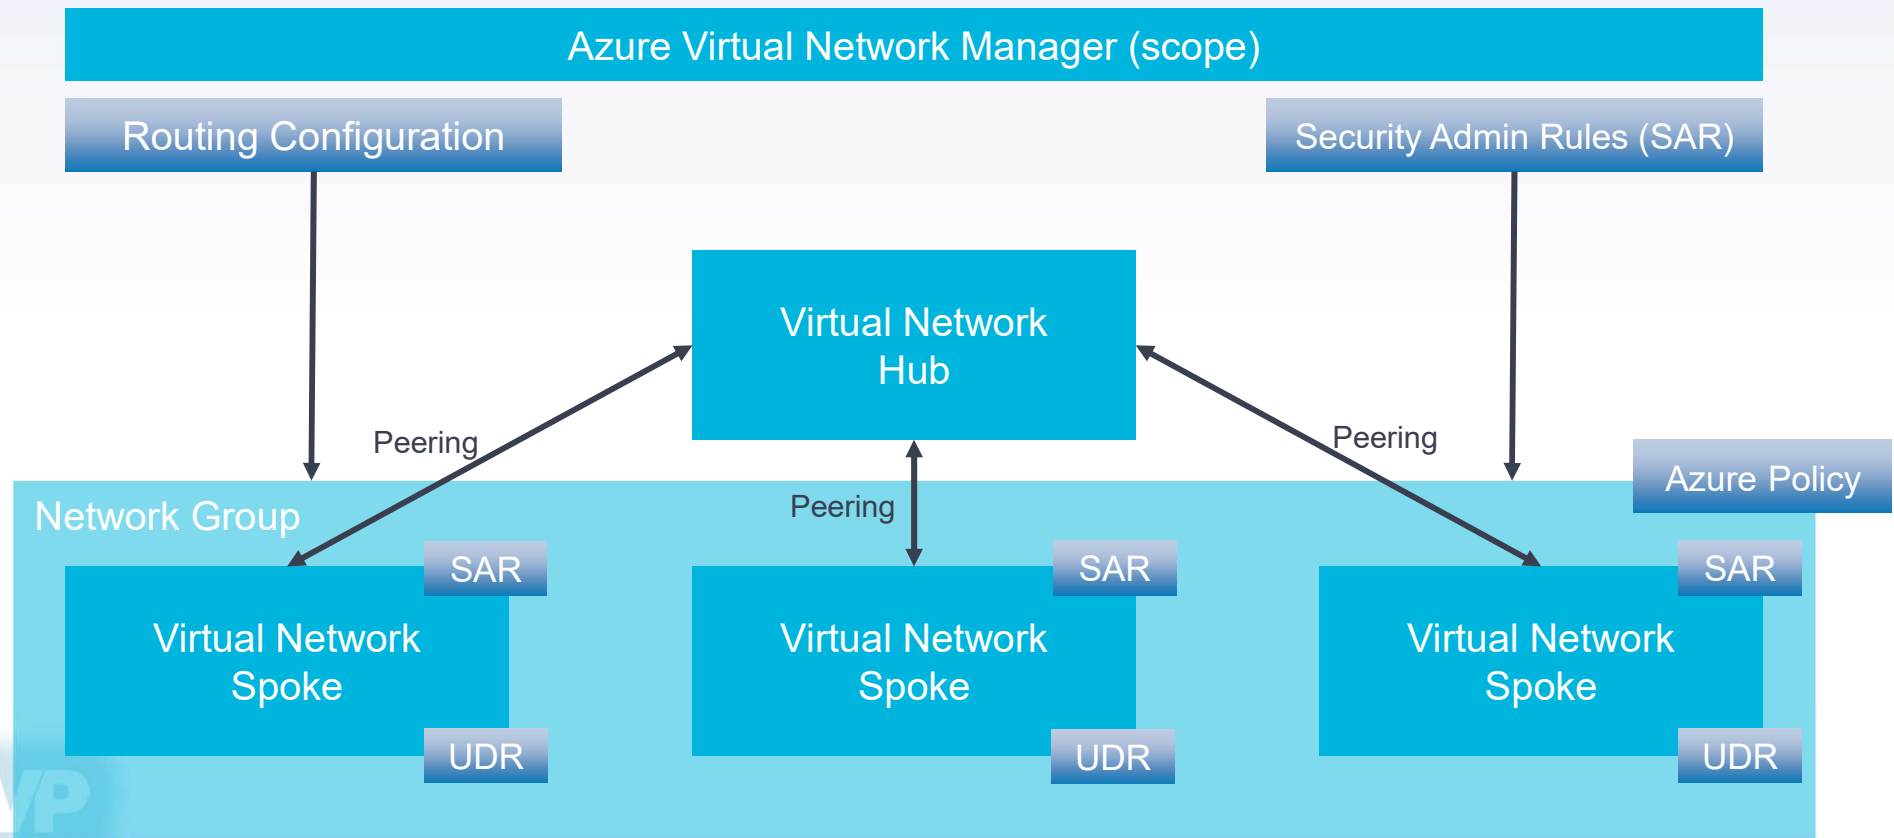 Azure Virtual Network Manager (scope)
Routing Configuration
Security Admin Rules (SAR)
Virtual Network
Hub
Peering
Peering
Peering
Azure Policy
Network Group
SAR
SAR
SAR
Virtual Network
Spoke
Virtual Network
Spoke
Virtual Network
Spoke
UDR
UDR
UDR